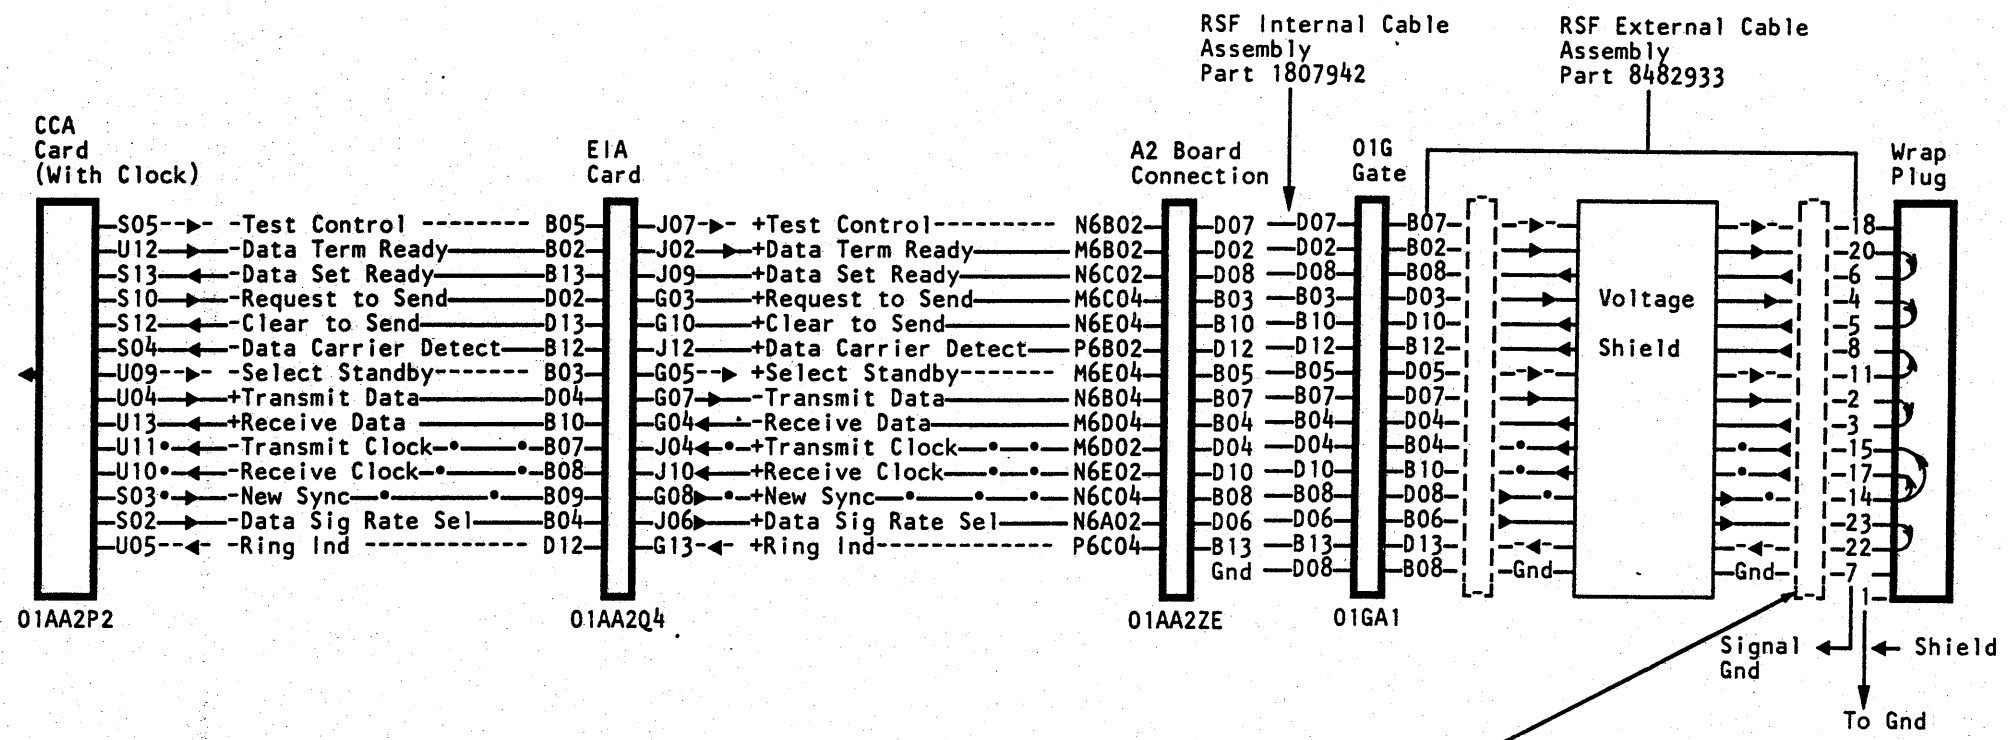 RSF Internal Cable Assembly Part 1807942
RSF External Cable Assembly Part 8482933
CCA Card (With Clock)
EIA Card
A2 Board Connection
01G Gate
Wrap Plug
S05 -Test Control B05 J07 +Test Control N6B02 D07 D07 B07 18
U12 -Data Term Ready B02 J02 +Data Term Ready M6B02 D02 D02 B02 20
S13 -Data Set Ready B13 J09 +Data Set Ready N6C02 D08 D08 B08 6
S10 -Request to Send D02 G03 +Request to Send M6C04 B03 B03 D03 4
S12 -Clear to Send D13 G10 +Clear to Send N6E04 B10 B10 D10 5
S04 -Data Carrier Detect B12 J12 +Data Carrier Detect P6B02 D12 D12 B12 8
U09 -Select Standby B03 G05 +Select Standby M6E04 B05 B05 D05 11
U04 +Transmit Data D04 G07 -Transmit Data N6B04 B07 B07 D07 2
U13 +Receive Data B10 G04 -Receive Data M6D04 B04 B04 D04 3
U11 -Transmit Clock B07 J04 +Transmit Clock M6D02 D04 D04 B04 15
U10 -Receive Clock B08 J10 +Receive Clock N6E02 D10 D10 B10 17
S03 -New Sync B09 G08 +New Sync N6C04 B08 B08 D08 14
S02 -Data Sig Rate Sel B04 J06 +Data Sig Rate Sel N6A02 D06 D06 B06 23
U05 -Ring Ind D12 G13 +Ring Ind P6C04 B13 B13 D13 22
Gnd D08 B08 Gnd Gnd 7
1
Voltage Shield
01AA2P2
01AA2Q4
01AA2ZE
01GA1
Signal Gnd
Shield
To Gnd